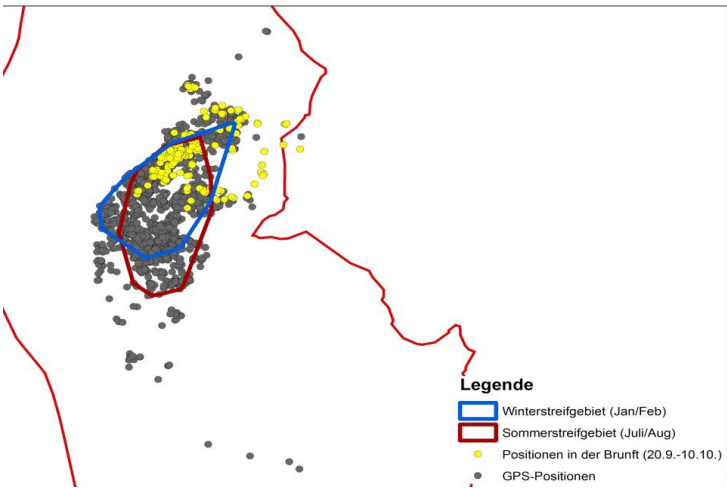 Legende
Winterstreifgebiet (Jan/Feb)
Sommerstreifgebiet (Juli/Aug)
Positionen in der Brunft (20.9.-10.10.)
GPS-Positionen